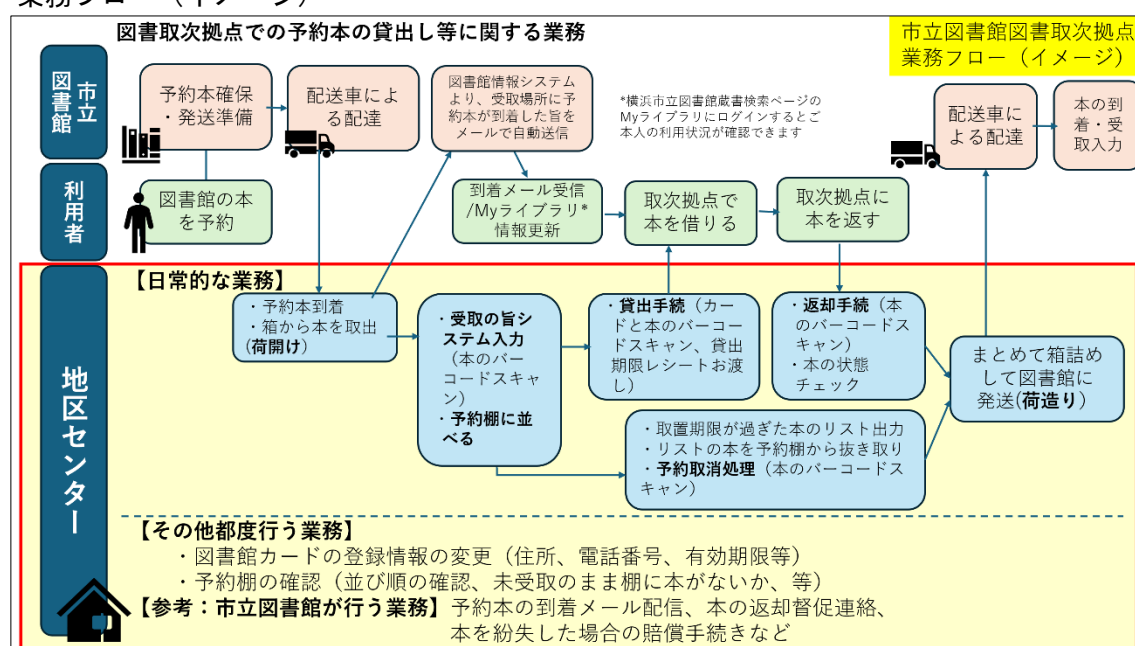 業務フロー（イメージ）
図書取次拠点での予約本の貸出し等に関する業務
市立図書館図書取次拠点
業務フロー（イメージ）
市立
図書館
予約本確保
・発送準備
配送車によ
る配達
図書館情報システム
より、受取場所に予
約本が到着した旨を
メールで自動送信
*横浜市立図書館蔵書検索ページの
Myライブラリにログインするとご
本人の利用状況が確認できます
配送車に
よる配達
本の到
着・受
取入力
利用者
図書館の本
を予約
到着メール受信
/Myライブラリ*
情報更新
取次拠点で
本を借りる
取次拠点に
本を返す
地区センター
【日常的な業務】
・予約本到着
・箱から本を取出
(荷開け）
・受取の旨シ
ステム入力
（本のバー
コードスキャ
ン）
・予約棚に並
べる
・貸出手続（カー
ドと本のバーコー
ドスキャン、貸出
期限レシートお渡
し）
・返却手続（本
のバーコードス
キャン）
・本の状態
チェック
まとめて箱詰め
して図書館に
発送(荷造り）
・取置期限が過ぎた本のリスト出力
・リストの本を予約棚から抜き取り
・予約取消処理（本のバーコードス
キャン）
【その他都度行う業務】
・図書館カードの登録情報の変更（住所、電話番号、有効期限等）
・予約棚の確認（並び順の確認、未受取のまま棚に本がないか、等）
【参考：市立図書館が行う業務】予約本の到着メール配信、本の返却督促連絡、
本を紛失した場合の賠償手続きなど